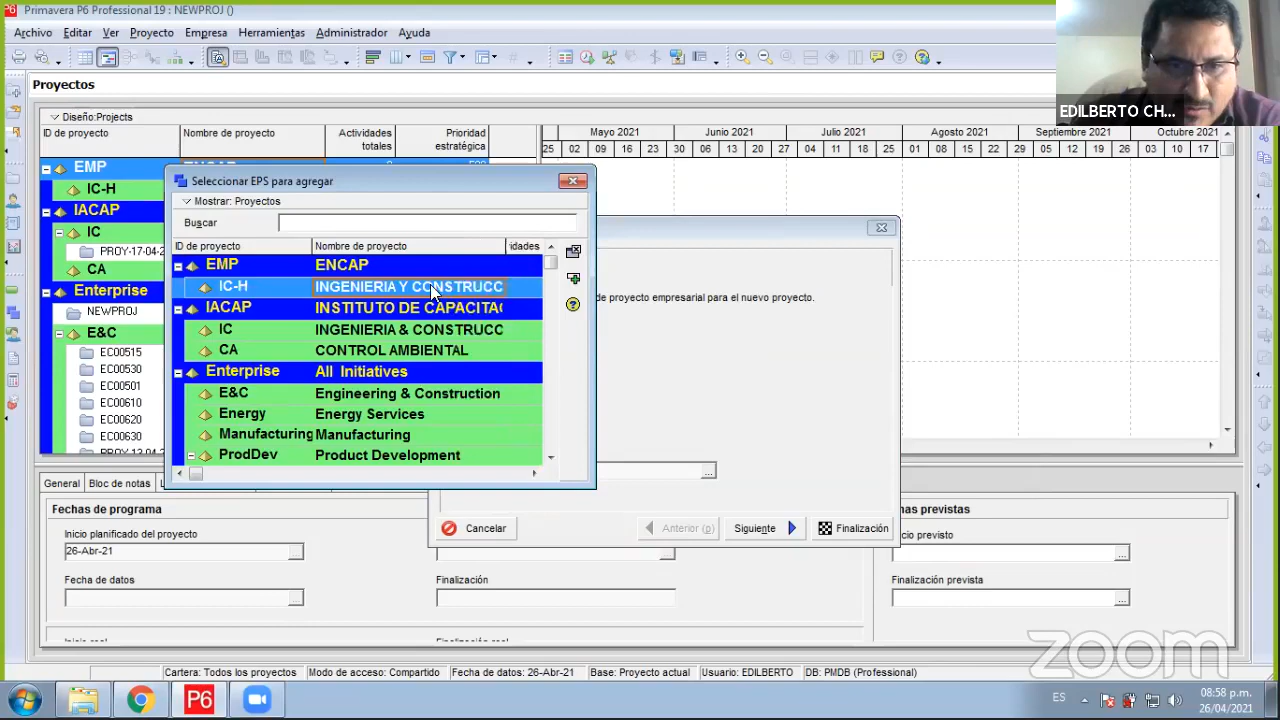 Primavera P6 Professional 19 : NEWPROJ ()
Archivo Editar Ver Proyecto Empresa Herramientas Administrador Ayuda
Proyectos
Diseño:Projects
ID de proyecto Nombre de proyecto Actividades totales Prioridad estratégica
Mayo 2021 Junio 2021 Julio 2021 Agosto 2021 Septiembre 2021 Octubre 2021
25 02 09 16 23 30 06 13 20 27 04 11 18 25 01 08 15 22 29 05 12 19 26 03 10 17
EMP
IC-H
IACAP
IC
PROY-17-04-2
CA
Enterprise
NEWPROJ
E&C
EC00515
EC00530
EC00501
EC00610
EC00620
EC00630
Seleccionar EPS para agregar
Mostrar: Proyectos
Buscar
ID de proyecto Nombre de proyecto idades
EMP ENCAP
IC-H INGENIERIA Y CONSTRUCC
IACAP INSTITUTO DE CAPACITA
IC INGENIERIA & CONSTRUCC
CA CONTROL AMBIENTAL
Enterprise All Initiatives
E&C Engineering & Construction
Energy Energy Services
Manufacturing Manufacturing
ProdDev Product Development
de proyecto empresarial para el nuevo proyecto.
Cancelar Anterior (p) Siguiente Finalización
General Bloc de notas
Fechas de programa
Inicio planificado del proyecto
26-Abr-21
Fecha de datos
Finalización
has previstas
cio previsto
Finalización prevista
Cartera: Todos los proyectos Modo de acceso: Compartido Fecha de datos: 26-Abr-21 Base: Proyecto actual Usuario: EDILBERTO DB: PMDB (Professional)
P6
ES
08:58 p.m.
26/04/2021
EDILBERTO CH...
zoom